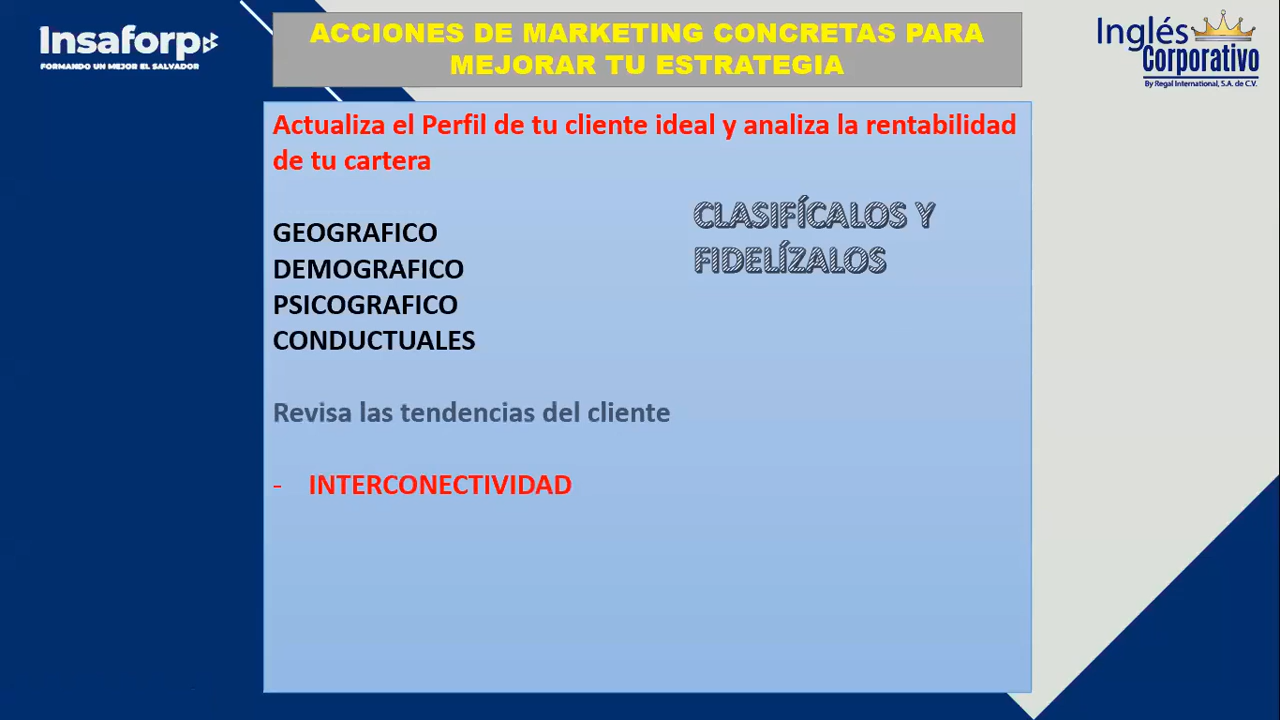 Insaforp
FORMANDO UN MEJOR EL SALVADOR
ACCIONES DE MARKETING CONCRETAS PARA
MEJORAR TU ESTRATEGIA
Inglés
Corporativo
By Regal International, S.A. de C.V.
Actualiza el Perfil de tu cliente ideal y analiza la rentabilidad
de tu cartera
CLASIFÍCALOS Y
FIDELÍZALOS
GEOGRAFICO
DEMOGRAFICO
PSICOGRAFICO
CONDUCTUALES
Revisa las tendencias del cliente
- INTERCONECTIVIDAD